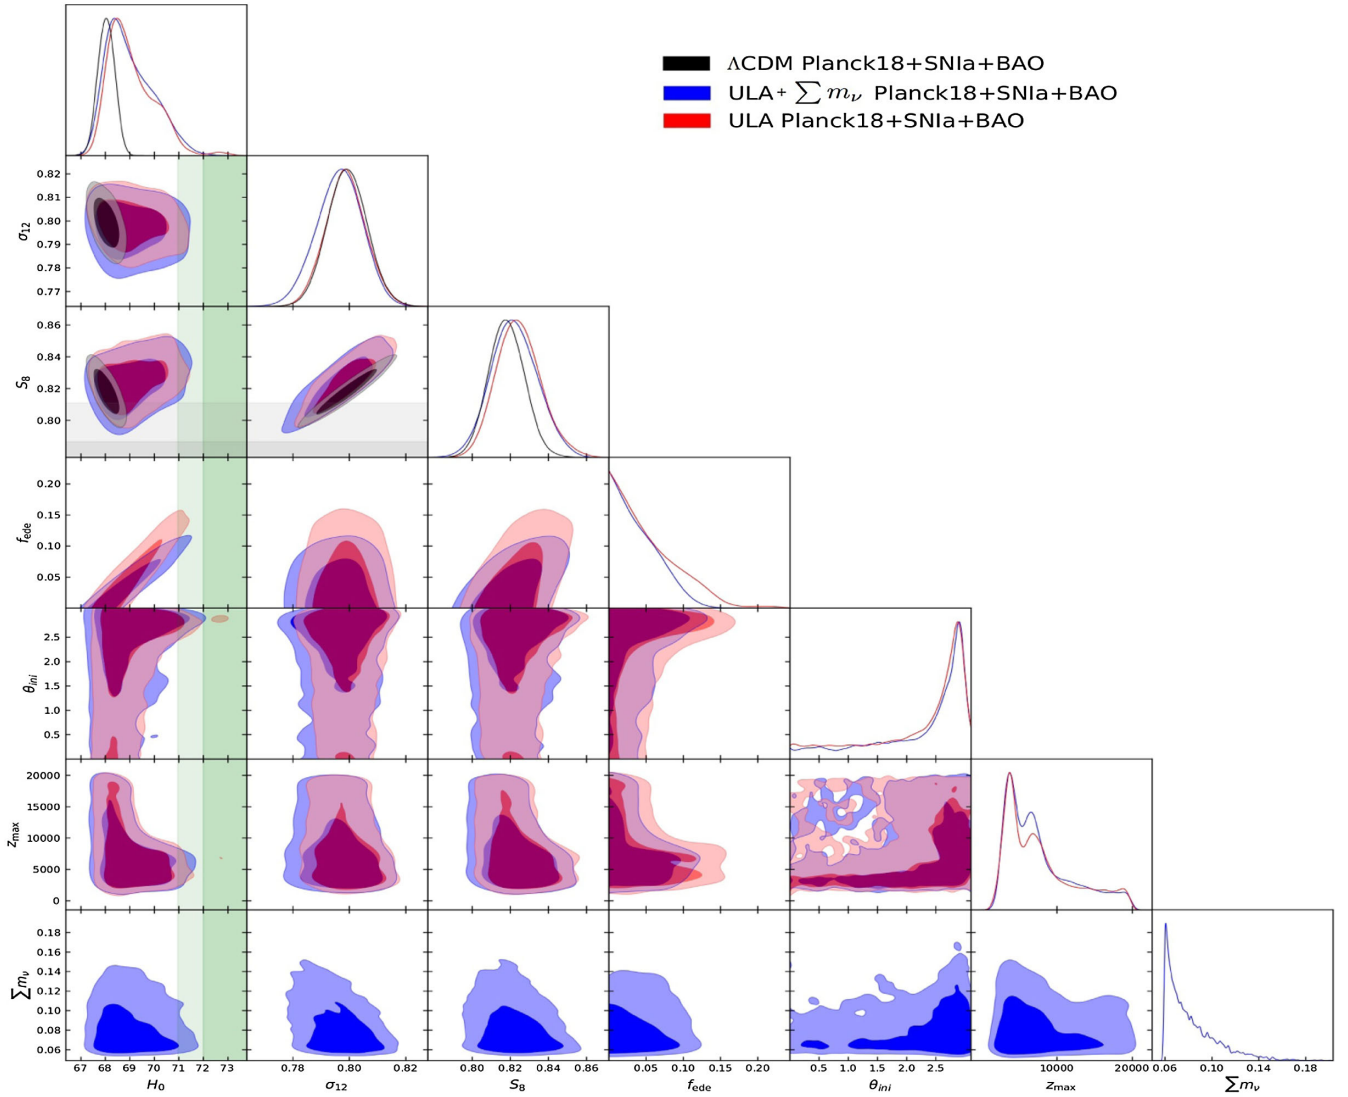 ΛCDM Planck18+SNIa+BAO
ULA+ ∑ mν Planck18+SNIa+BAO
ULA Planck18+SNIa+BAO
σ12
0.82
0.81
0.80
0.79
0.78
0.77
S8
0.86
0.84
0.82
0.80
fede
0.20
0.15
0.10
0.05
θini
2.5
2.0
1.5
1.0
0.5
zmax
20000
15000
10000
5000
0
∑mν
0.18
0.16
0.14
0.12
0.10
0.08
0.06
67 68 69 70 71 72 73
0.78 0.80 0.82
0.80 0.82 0.84 0.86
0.05 0.10 0.15 0.20
0.5 1.0 1.5 2.0 2.5
10000 20000
0.06 0.10 0.14 0.18
H0
σ12
S8
fede
θini
zmax
∑mν